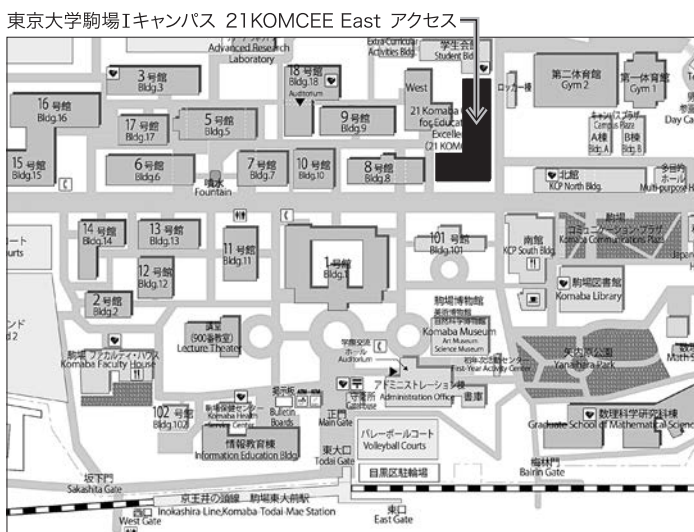 東京大学駒場Iキャンパス 21KOMCEE East アクセス
Advanced Research
Laboratory
Extra-Curricular
Activities Bldg.
学生会館
Student Bld
3号館
Bldg.3
18号館
Bldg.18
Auditorium
West
ロッカー棟
第二体育館
Gym 2
第一体育館
Gym 1
16号館
Bldg.16
17号館
Bldg.17
5号館
Bldg.5
9号館
Bldg.9
21 Komaba
for Educat
Excellen
(21 KOM
キャンパスプラザ
Campus Plaza
A棟
Bldg.A
B棟
Bldg.B
Day Ca
15号館
Bldg.15
6号館
Bldg.6
噴水
Fountain
7号館
Bldg.7
10号館
Bldg.10
8号館
Bldg.8
北館
KCP North Bldg.
多目的
ホール
Multi-purpose H
14号館
Bldg.14
13号館
Bldg.13
11号館
Bldg.11
1号館
Bldg.1
101号館
Bldg.101
南館
KCP South Bldg.
駒場
コミュニケーション・プラザ
Komaba Communications Plaza
コート
ourts
12号館
Bldg.12
2号館
Bldg.2
駒場図書館
Komaba Library
駒場博物館
美術博物館
自然科学博物館
Komaba Museum
Art Museum
Science Museum
講堂
(900番教室)
Lecture Theater
学際交流
ホール
Auditorium
初年次活動センター
First-Year Activity Center
矢内原公園
Yanaihara Park
駒場ファカルティ・ハウス
Komaba Faculty House
アドミニストレーション棟
Administration Office
書庫
102号館
Bldg.102
駒場保健センター
Komaba Health
Service Center
掲示板
Bulletin
Boards
正門
Main Gate
守衛所
Gatehouse
数理科学研究科棟
Graduate School of Mathematical Science
情報教育棟
Information Education Bldg.
バレーボールコート
Volleyball Courts
東大口
Todai Gate
目黒区駐輪場
梅林門
Bairin Gate
坂下門
Sakashita Gate
京王井の頭線 駒場東大前駅
Inokashira Line,Komaba-Todai-Mae Station
西口
West Gate
東口
East Gate